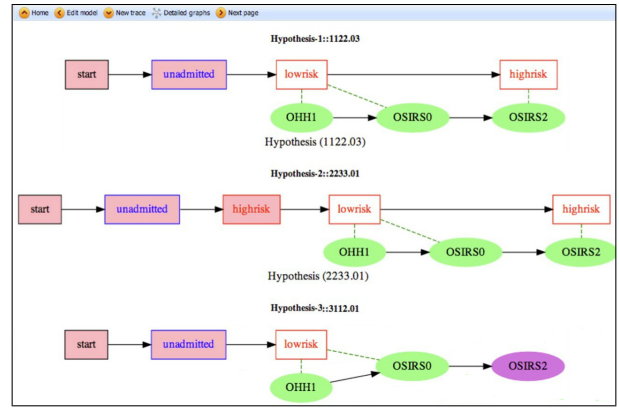 Home Edit model New trace Detailed graphs Next page
Hypothesis-1::1122.03
start unadmitted lowrisk highrisk
OHH1 OSIRS0 OSIRS2
Hypothesis (1122.03)
Hypothesis-2::2233.01
start unadmitted highrisk lowrisk highrisk
OHH1 OSIRS0 OSIRS2
Hypothesis (2233.01)
Hypothesis-3::3112.01
start unadmitted lowrisk
OSIRS0 OSIRS2
OHH1